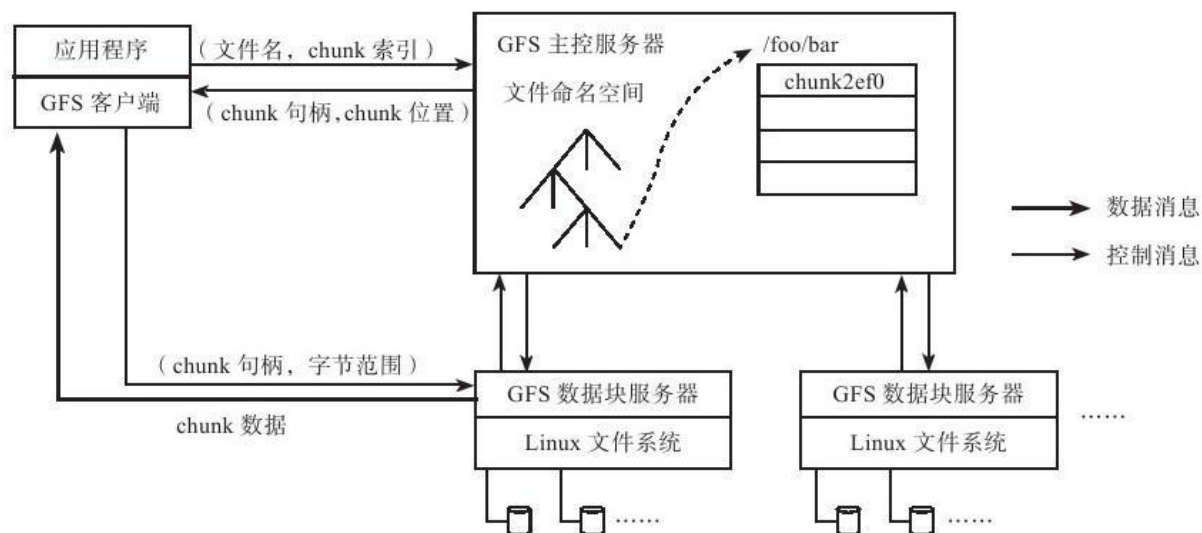 应用程序
GFS 客户端
（文件名，chunk 索引）
（chunk 句柄,chunk 位置）
GFS 主控服务器
文件命名空间
/foo/bar
chunk2ef0
数据消息
控制消息
（chunk 句柄，字节范围）
chunk 数据
GFS 数据块服务器
Linux 文件系统
……
GFS 数据块服务器
Linux 文件系统
……
……